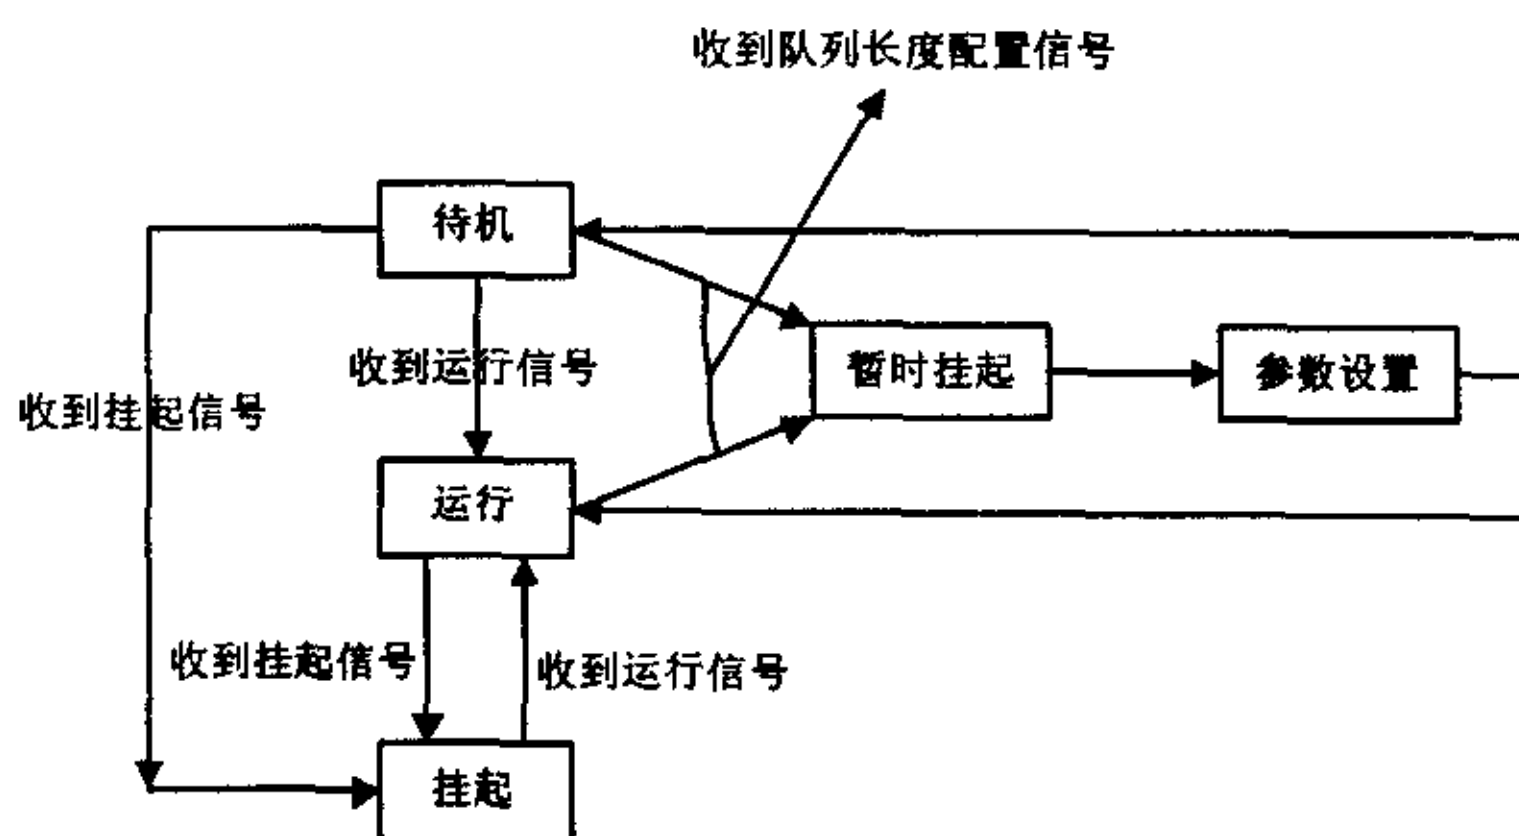 收到队列长度配置信号
待机
收到运行信号
暂时挂起
参数设置
收到挂起信号
运行
收到挂起信号
收到运行信号
挂起